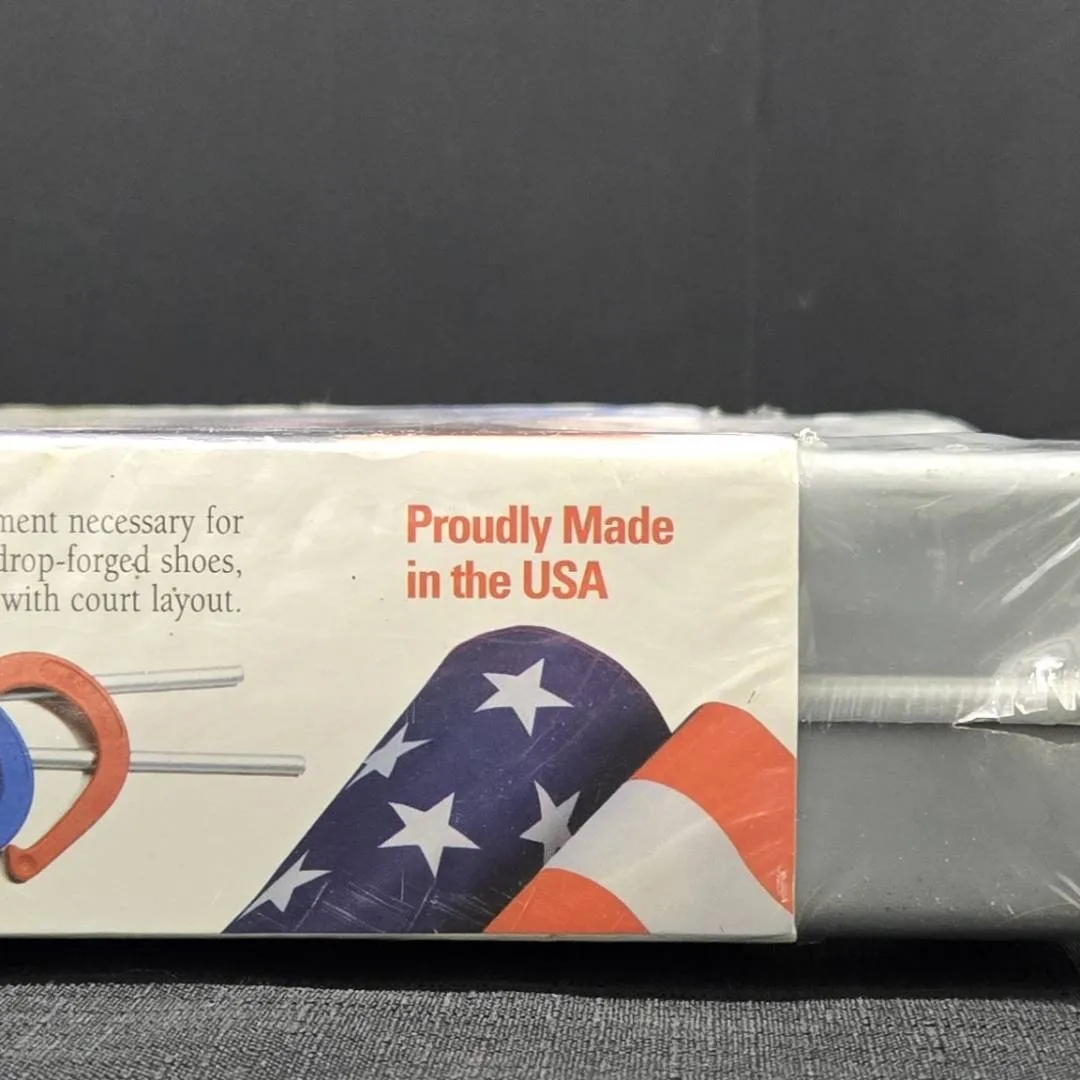 ment necessary for
drop-forged shoes,
with court layout.
Proudly Made
in the USA